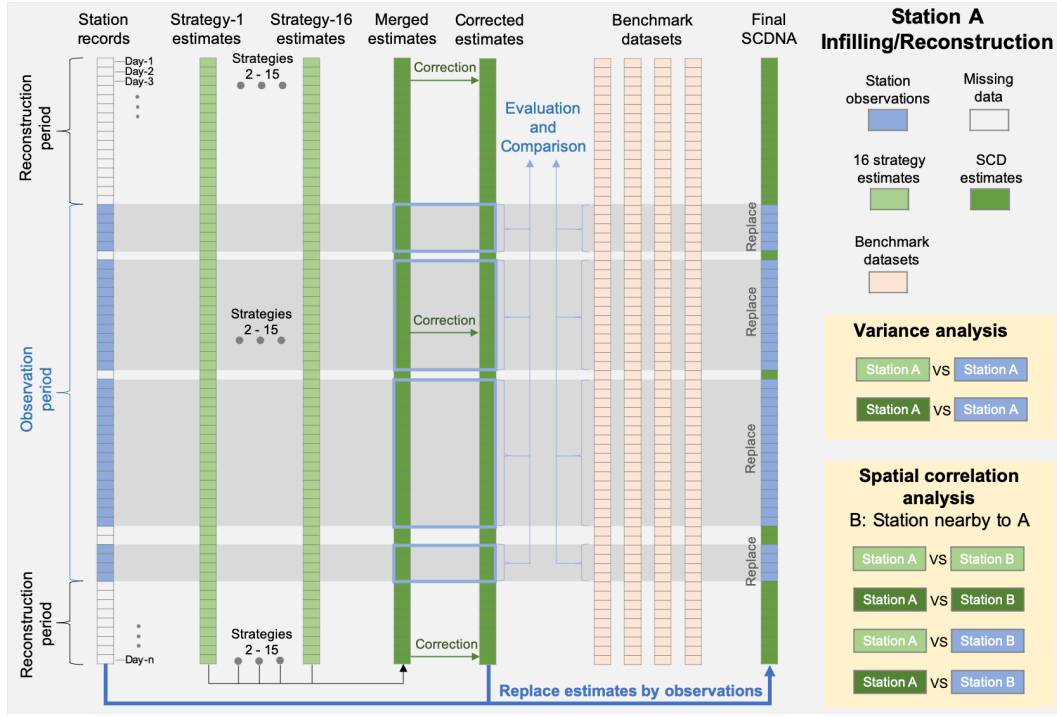 Station
records
Strategy-1
estimates
Strategy-16
estimates
Merged
estimates
Corrected
estimates
Benchmark
datasets
Final
SCDNA
Day-1
Day-2
Day-3
Strategies
2 - 15
Correction
Reconstruction
period
Evaluation
and
Comparison
Replace
Strategies
2 - 15
Correction
Replace
Observation
period
Replace
Replace
Reconstruction
period
Strategies
2 - 15
Correction
Day-n
Replace estimates by observations
Station A
Infilling/Reconstruction
Station
observations
Missing
data
16 strategy
estimates
SCD
estimates
Benchmark
datasets
Variance analysis
Station A VS Station A
Station A VS Station A
Spatial correlation
analysis
B: Station nearby to A
Station A VS Station B
Station A VS Station B
Station A VS Station B
Station A VS Station B